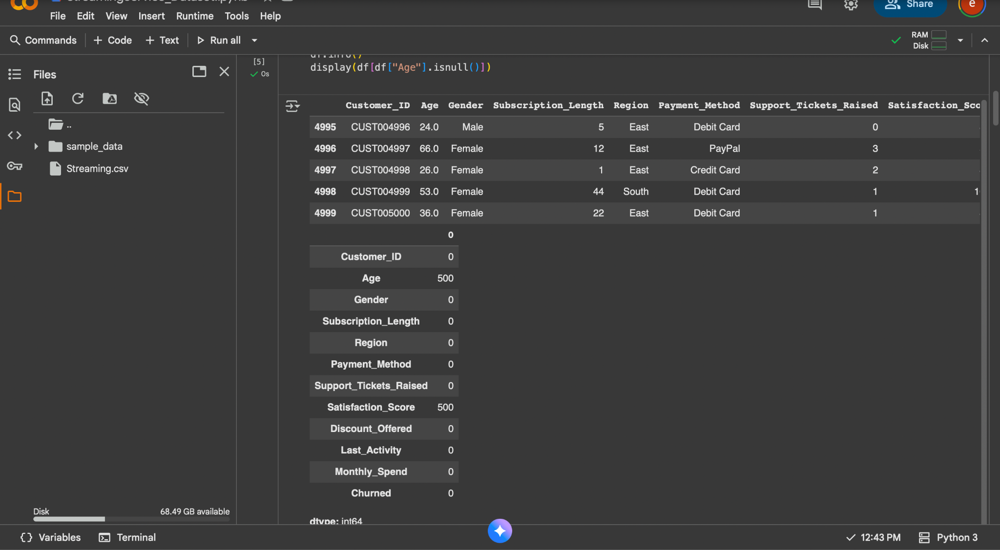 StreamingService_Dataset.ipynb
File Edit View Insert Runtime Tools Help
Share
e
Commands + Code + Text Run all
RAM
Disk
Files
..
sample_data
Streaming.csv
Disk 68.49 GB available
[5]
0s
df.info()
display(df[df["Age"].isnull()])
Customer_ID Age Gender Subscription_Length Region Payment_Method Support_Tickets_Raised Satisfaction_Sco
4995 CUST004996 24.0 Male 5 East Debit Card 0
4996 CUST004997 66.0 Female 12 East PayPal 3
4997 CUST004998 26.0 Female 1 East Credit Card 2
4998 CUST004999 53.0 Female 44 South Debit Card 1
4999 CUST005000 36.0 Female 22 East Debit Card 1
0
Customer_ID 0
Age 500
Gender 0
Subscription_Length 0
Region 0
Payment_Method 0
Support_Tickets_Raised 0
Satisfaction_Score 500
Discount_Offered 0
Last_Activity 0
Monthly_Spend 0
Churned 0
dtype: int64
{} Variables Terminal
12:43 PM Python 3